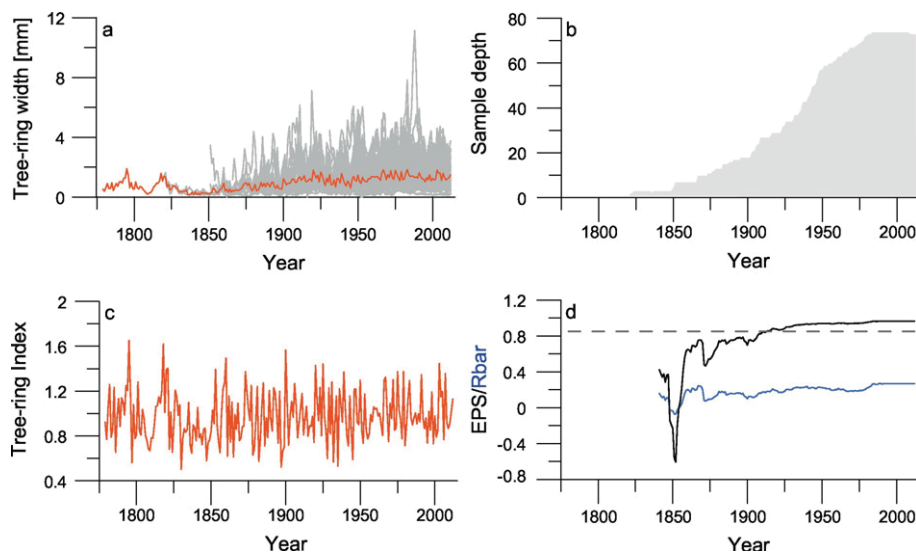 a
Tree-ring width [mm]
12
8
4
0
1800 1850 1900 1950 2000
Year
b
Sample depth
80
60
40
20
0
1800 1850 1900 1950 2000
Year
c
Tree-ring Index
2
1.6
1.2
0.8
0.4
1800 1850 1900 1950 2000
Year
d
EPS/Rbar
1.2
0.8
0.4
0
-0.4
-0.8
1800 1850 1900 1950 2000
Year